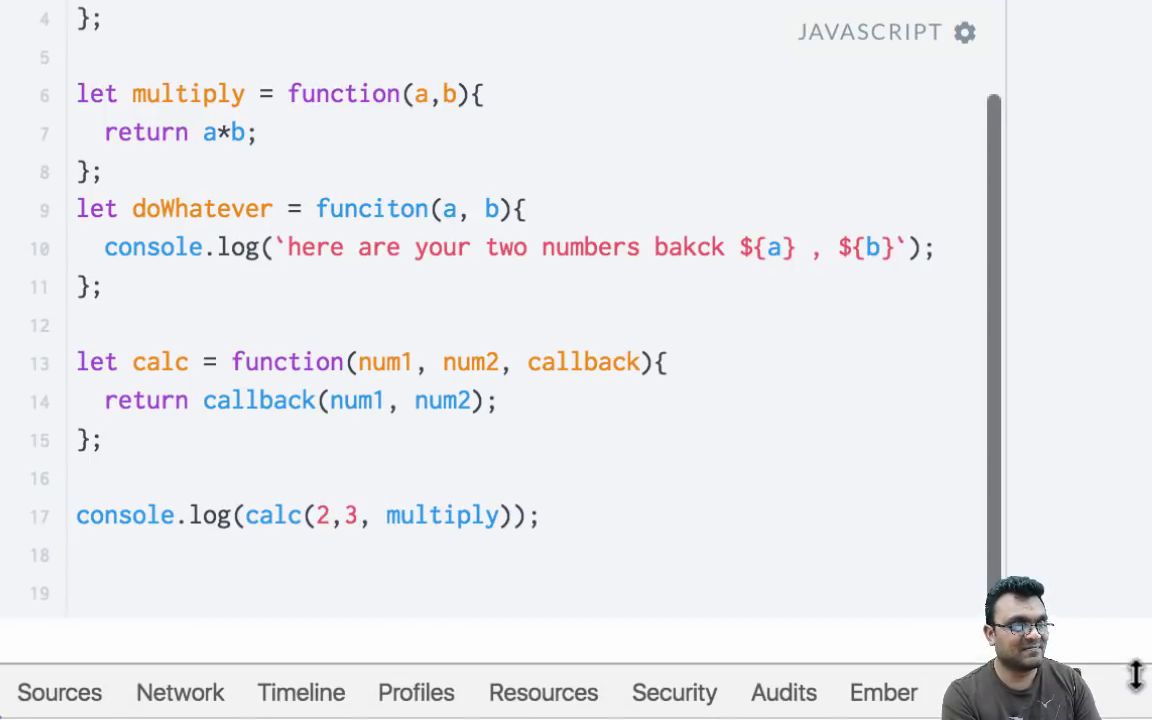 JAVASCRIPT
4 };
5
6 let multiply = function(a,b){
7 return a*b;
8 };
9 let doWhatever = funciton(a, b){
10 console.log(`here are your two numbers bakck ${a} , ${b}`);
11 };
12
13 let calc = function(num1, num2, callback){
14 return callback(num1, num2);
15 };
16
17 console.log(calc(2,3, multiply));
18
19
Sources Network Timeline Profiles Resources Security Audits Ember